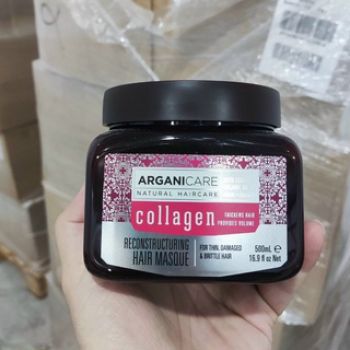 ARGANICARE
NATURAL HAIRCARE
collagen
THICKENS HAIR
PROVIDES VOLUME
RECONSTRUCTURING
HAIR MASQUE
FOR THIN, DAMAGED
& BRITTLE HAIR
500mL e
16.9 fl oz Net